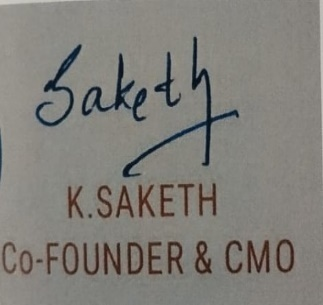 Saketh
K.SAKETH
Co-FOUNDER & CMO